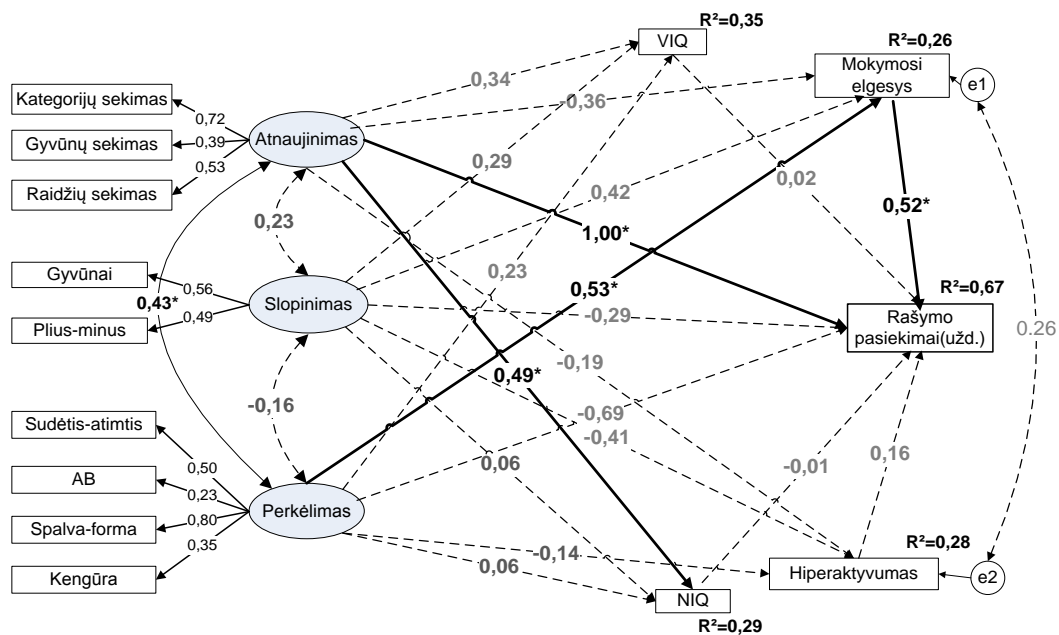 R²=0,35
VIQ
R²=0,26
Mokymosi
elgesys
e1
Kategorijų sekimas
Gyvūnų sekimas
Raidžių sekimas
0,72
0,39
0,53
Atnaujinimas
0,34
-0,36
0,29
0,42
0,02
0,52*
0,23
1,00*
0,23
Gyvūnai
Plius-minus
0,56
0,49
0,43*
Slopinimas
0,53*
-0,29
R²=0,67
Rašymo
pasiekimai(užd.)
0.26
-0,19
0,49*
-0,16
-0,69
-0,41
Sudėtis-atimtis
AB
Spalva-forma
Kengūra
0,50
0,23
0,80
0,35
Perkėlimas
0,06
-0,01
0,16
-0,14
0,06
R²=0,28
Hiperaktyvumas
e2
NIQ
R²=0,29